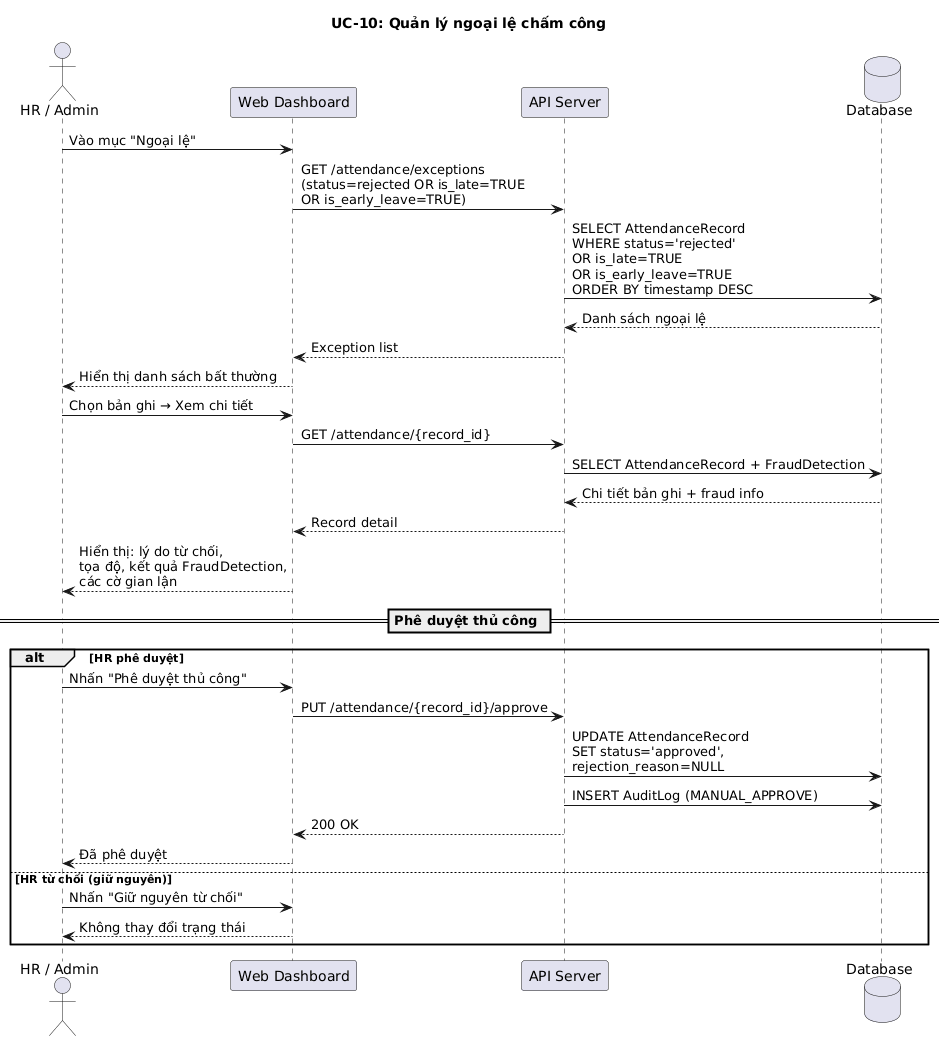 UC-10: Quản lý ngoại lệ chấm công
HR / Admin
Web Dashboard
API Server
Database
Vào mục "Ngoại lệ"
GET /attendance/exceptions
(status=rejected OR is_late=TRUE
OR is_early_leave=TRUE)
SELECT AttendanceRecord
WHERE status='rejected'
OR is_late=TRUE
OR is_early_leave=TRUE
ORDER BY timestamp DESC
Danh sách ngoại lệ
Exception list
Hiển thị danh sách bất thường
Chọn bản ghi → Xem chi tiết
GET /attendance/{record_id}
SELECT AttendanceRecord + FraudDetection
Chi tiết bản ghi + fraud info
Record detail
Hiển thị: lý do từ chối,
tọa độ, kết quả FraudDetection,
các cờ gian lận
Phê duyệt thủ công
alt [HR phê duyệt]
Nhấn "Phê duyệt thủ công"
PUT /attendance/{record_id}/approve
UPDATE AttendanceRecord
SET status='approved',
rejection_reason=NULL
INSERT AuditLog (MANUAL_APPROVE)
200 OK
Đã phê duyệt
[HR từ chối (giữ nguyên)]
Nhấn "Giữ nguyên từ chối"
Không thay đổi trạng thái
HR / Admin
Web Dashboard
API Server
Database